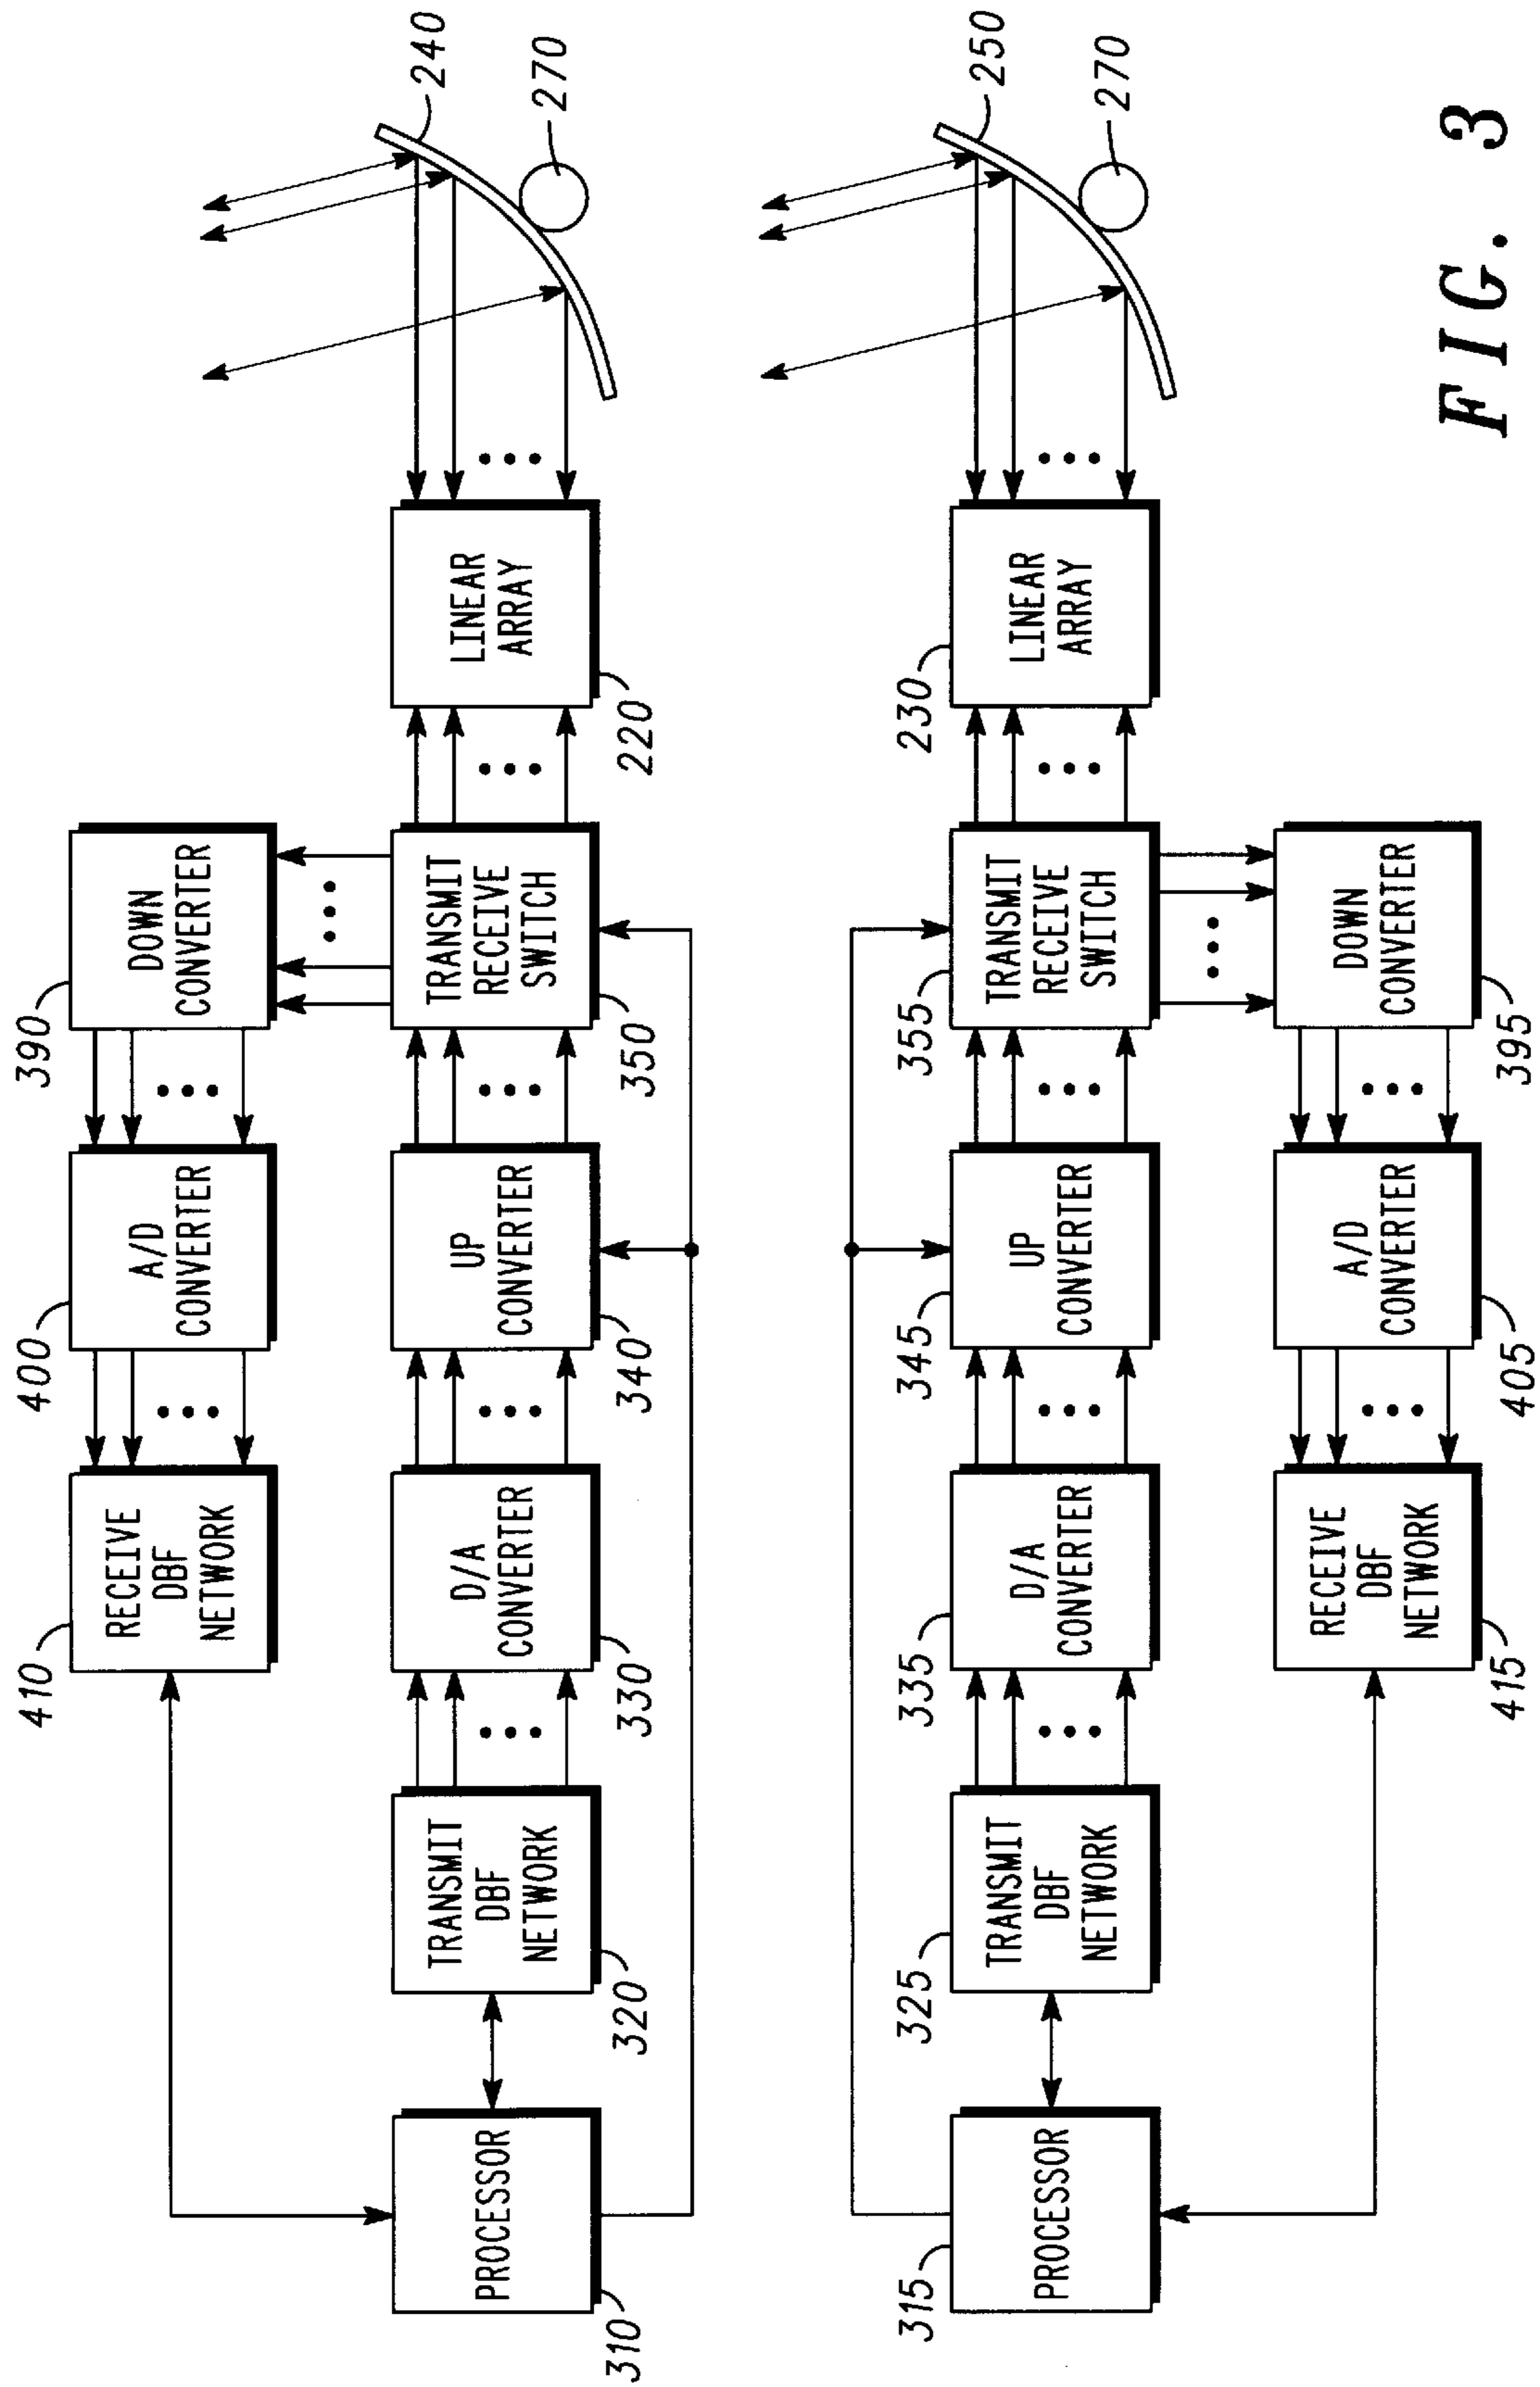 390
DOWN
CONVERTER
400
A/D
CONVERTER
410
RECEIVE
DBF
NETWORK
240
270
LINEAR
ARRAY
220
TRANSMIT
RECEIVE
SWITCH
350
UP
CONVERTER
340
D/A
CONVERTER
330
TRANSMIT
DBF
NETWORK
320
PROCESSOR
310
250
270
230
LINEAR
ARRAY
355
TRANSMIT
RECEIVE
SWITCH
345
UP
CONVERTER
335
D/A
CONVERTER
325
TRANSMIT
DBF
NETWORK
315
PROCESSOR
DOWN
CONVERTER
395
A/D
CONVERTER
405
RECEIVE
DBF
NETWORK
415
FIG. 3